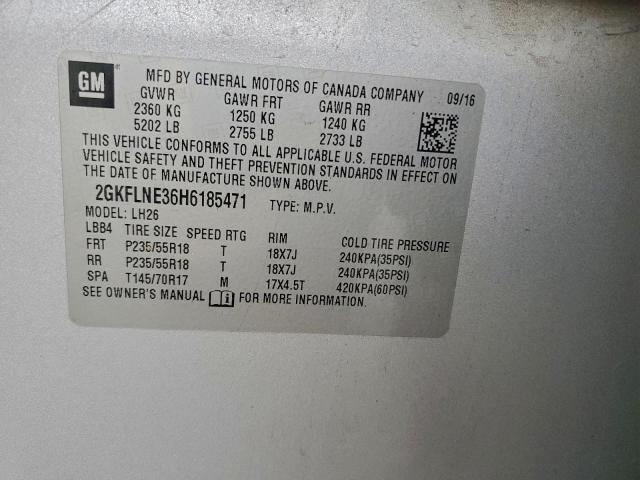 GM
MFD BY GENERAL MOTORS OF CANADA COMPANY
GVWR GAWR FRT GAWR RR 09/16
2360 KG 1250 KG 1240 KG
5202 LB 2755 LB 2733 LB
THIS VEHICLE CONFORMS TO ALL APPLICABLE U.S. FEDERAL MOTOR
VEHICLE SAFETY AND THEFT PREVENTION STANDARDS IN EFFECT ON
THE DATE OF MANUFACTURE SHOWN ABOVE.
2GKFLNE36H6185471 TYPE: M.P.V.
MODEL: LH26
LBB4 TIRE SIZE SPEED RTG RIM COLD TIRE PRESSURE
FRT P235/55R18 T 18X7J 240KPA(35PSI)
RR P235/55R18 T 18X7J 240KPA(35PSI)
SPA T145/70R17 M 17X4.5T 420KPA(60PSI)
SEE OWNER'S MANUAL FOR MORE INFORMATION.